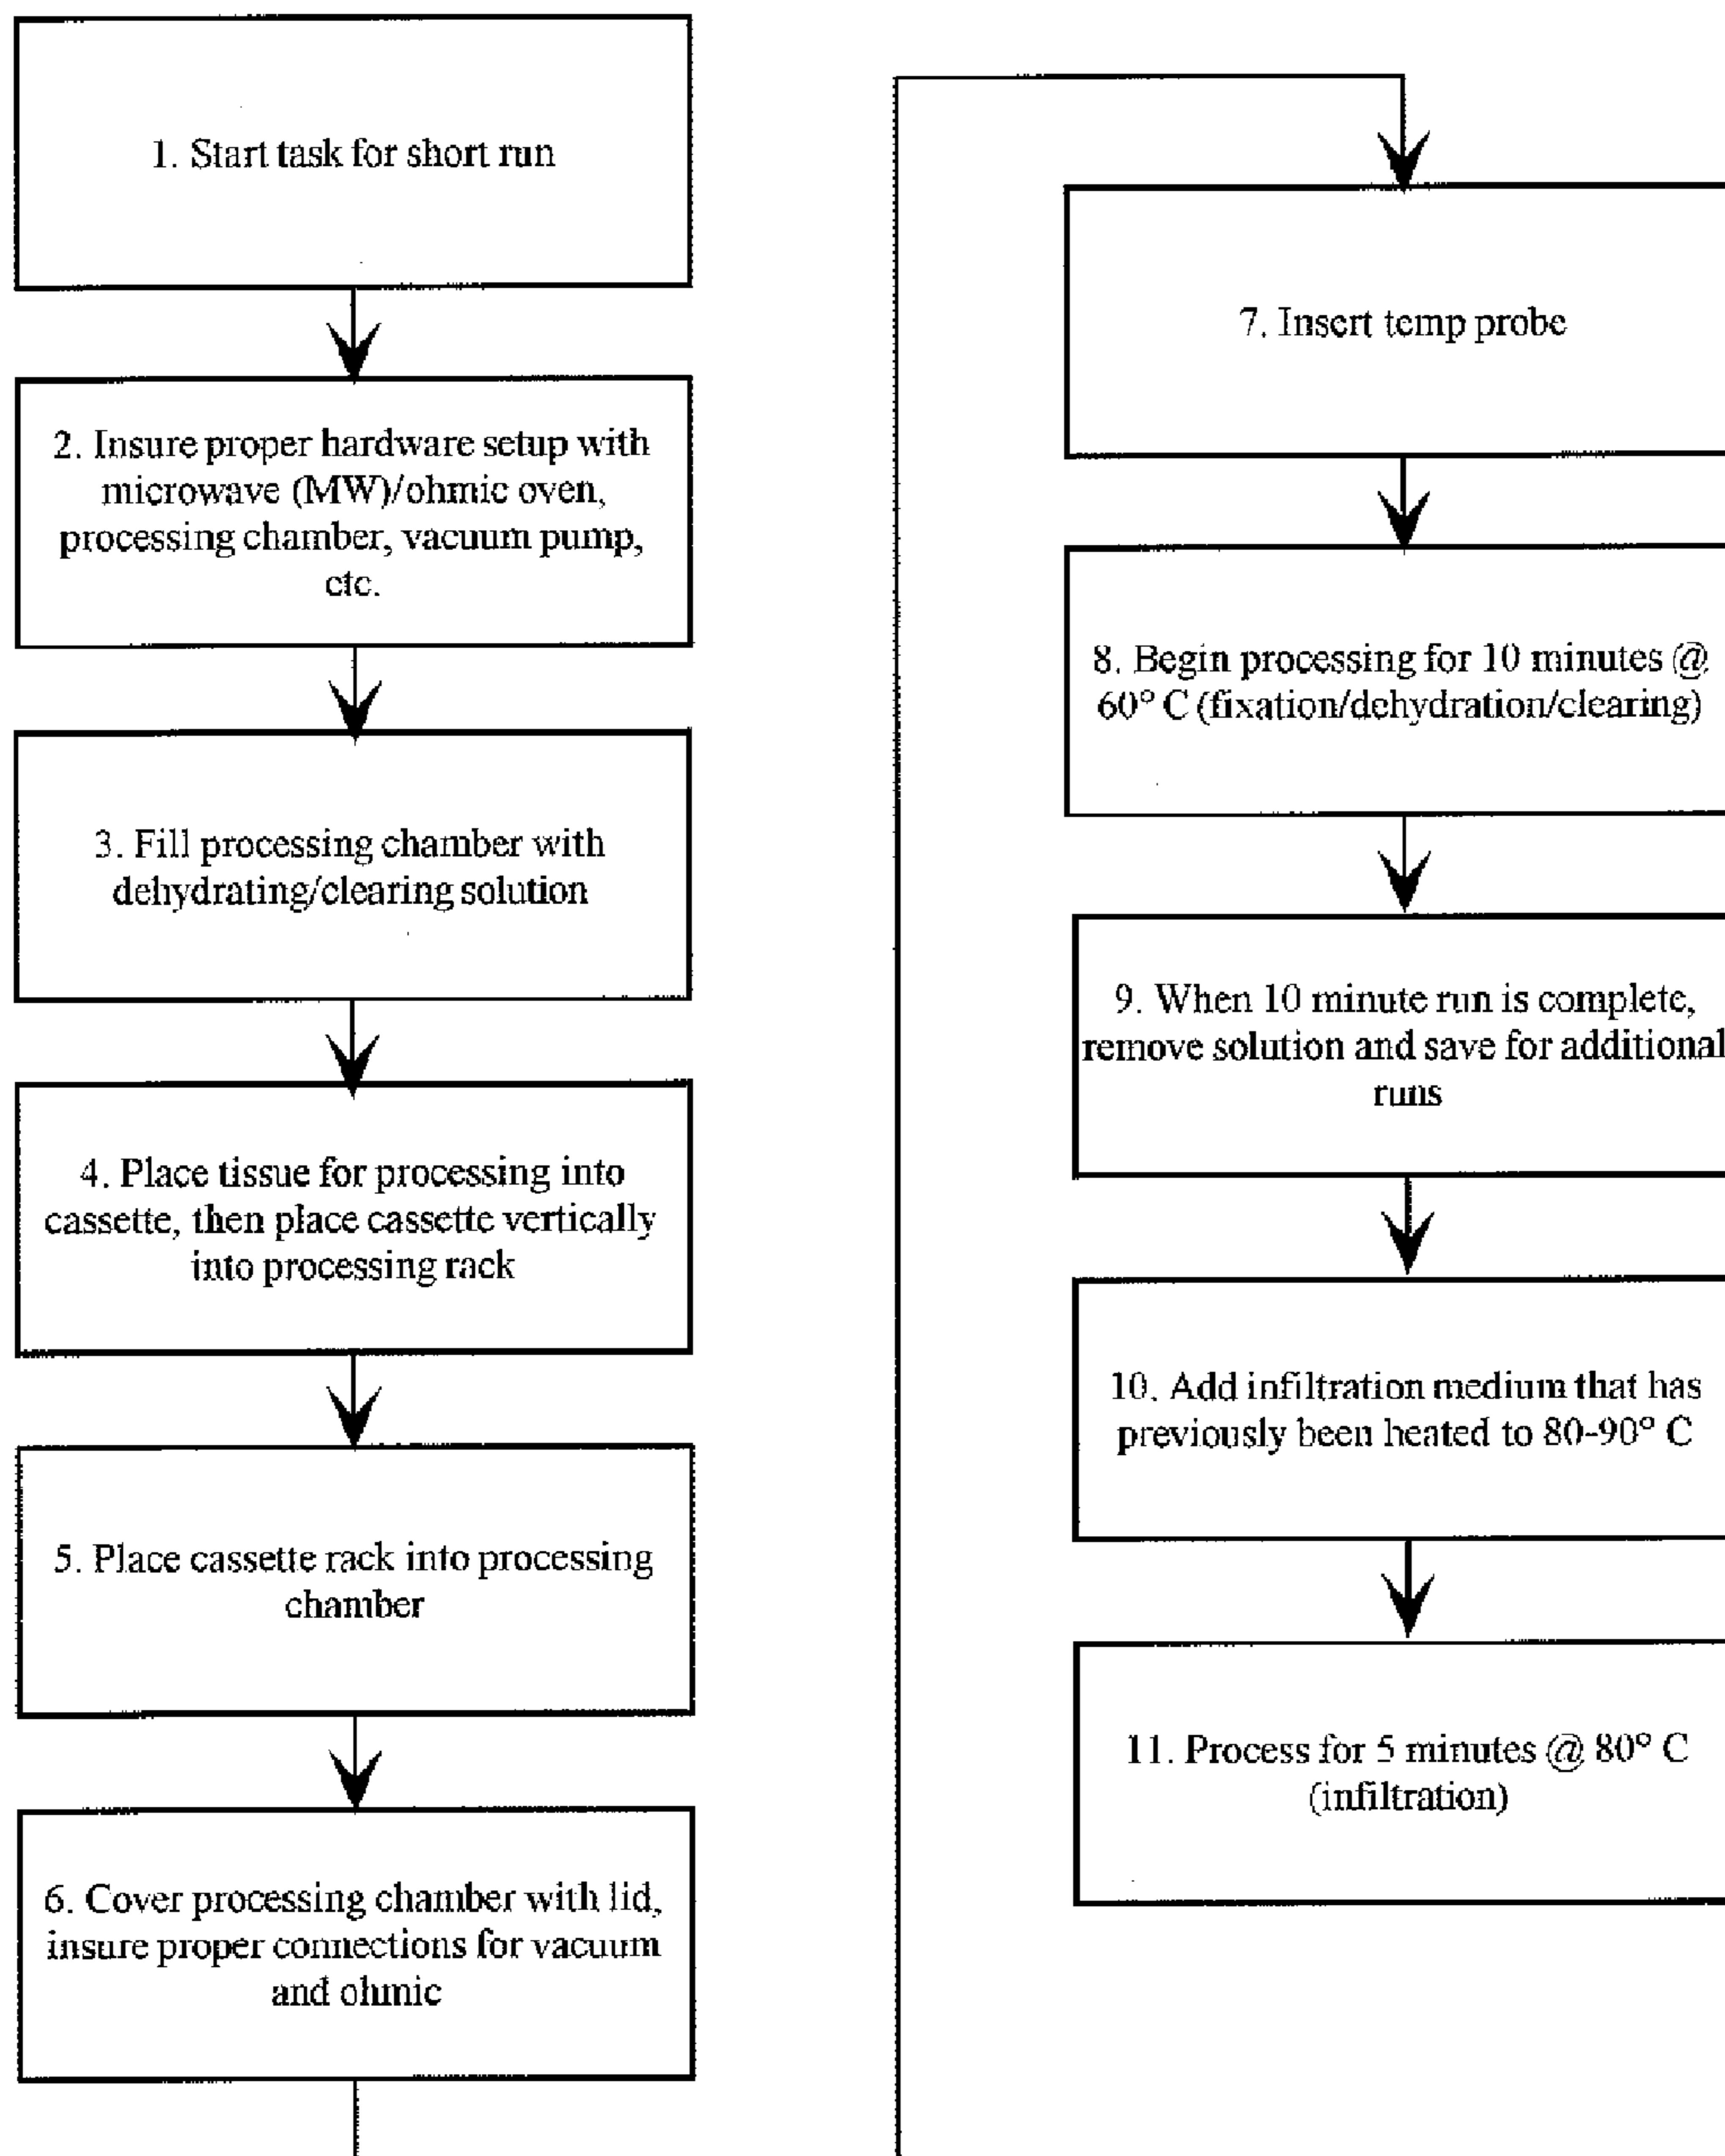 1. Start task for short run
2. Insure proper hardware setup with
microwave (MW)/ohmic oven,
processing chamber, vacuum pump,
etc.
3. Fill processing chamber with
dehydrating/clearing solution
4. Place tissue for processing into
cassette, then place cassette vertically
into processing rack
5. Place cassette rack into processing
chamber
6. Cover processing chamber with lid,
insure proper connections for vacuum
and ohmic
7. Insert temp probe
8. Begin processing for 10 minutes @
60° C (fixation/dehydration/clearing)
9. When 10 minute run is complete,
remove solution and save for additional
runs
10. Add infiltration medium that has
previously been heated to 80-90° C
11. Process for 5 minutes @ 80° C
(infiltration)